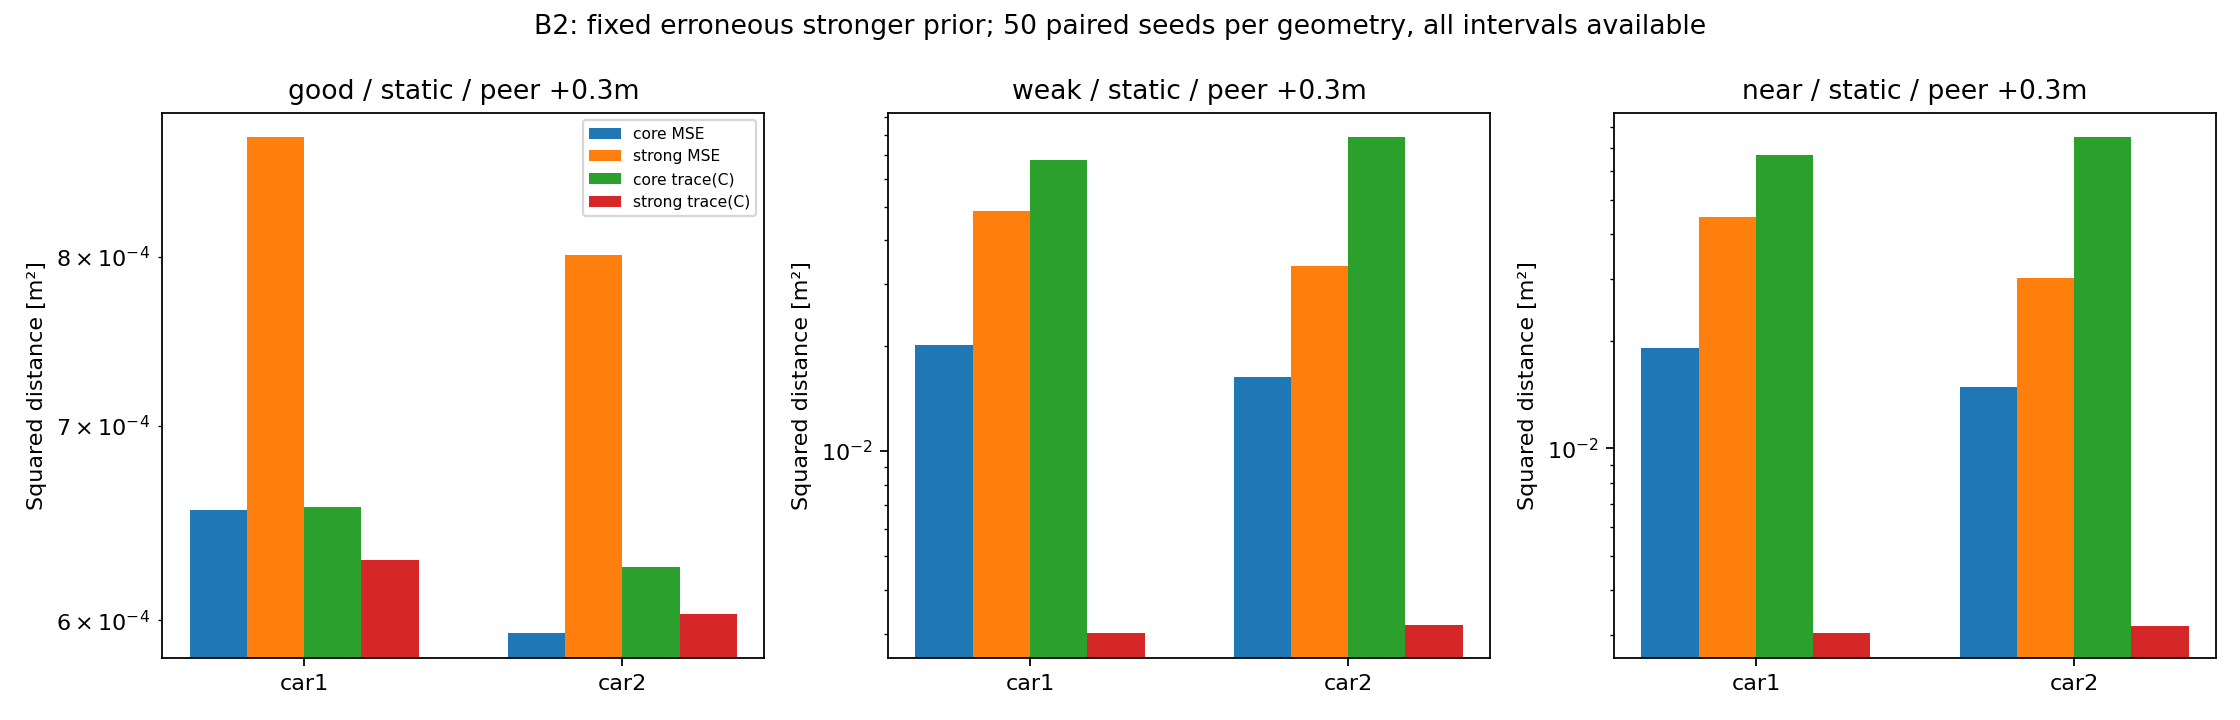 B2: fixed erroneous stronger prior; 50 paired seeds per geometry, all intervals available
good / static / peer +0.3m
core MSE
strong MSE
core trace(C)
strong trace(C)
8 × 10⁻⁴
7 × 10⁻⁴
6 × 10⁻⁴
Squared distance [m²]
car1
car2
weak / static / peer +0.3m
10⁻²
Squared distance [m²]
car1
car2
near / static / peer +0.3m
10⁻²
Squared distance [m²]
car1
car2